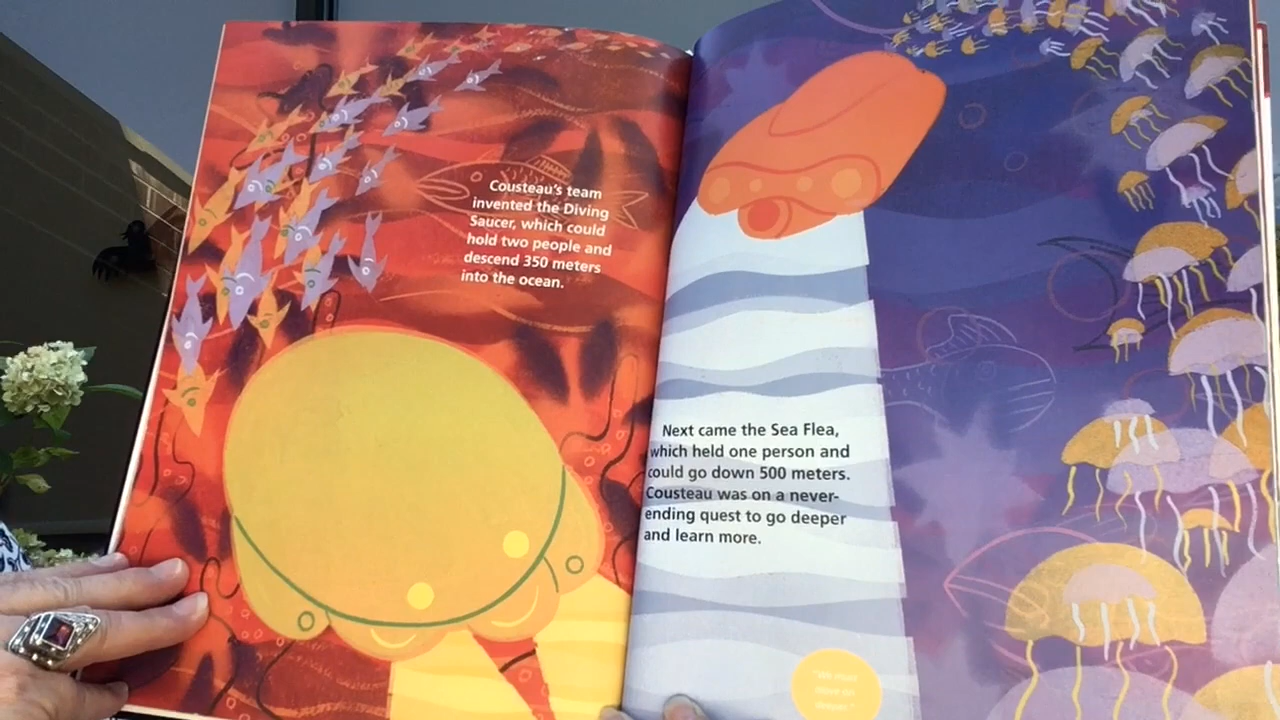 Cousteau's team
invented the Diving
Saucer, which could
hold two people and
descend 350 meters
into the ocean.
Next came the Sea Flea,
which held one person and
could go down 500 meters.
Cousteau was on a never-
ending quest to go deeper
and learn more.
"We must